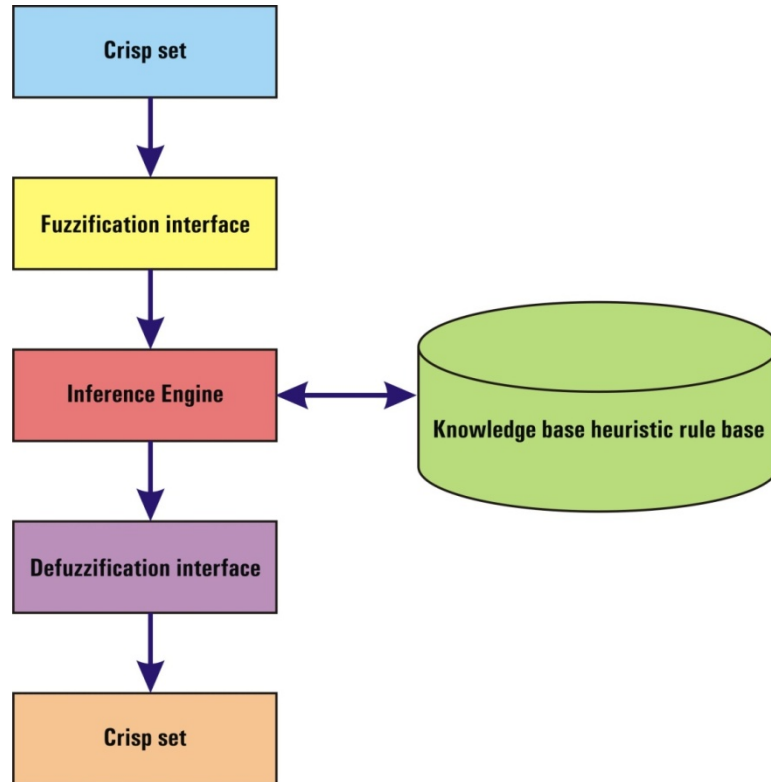 Crisp set
Fuzzification interface
Inference Engine
Knowledge base heuristic rule base
Defuzzification interface
Crisp set